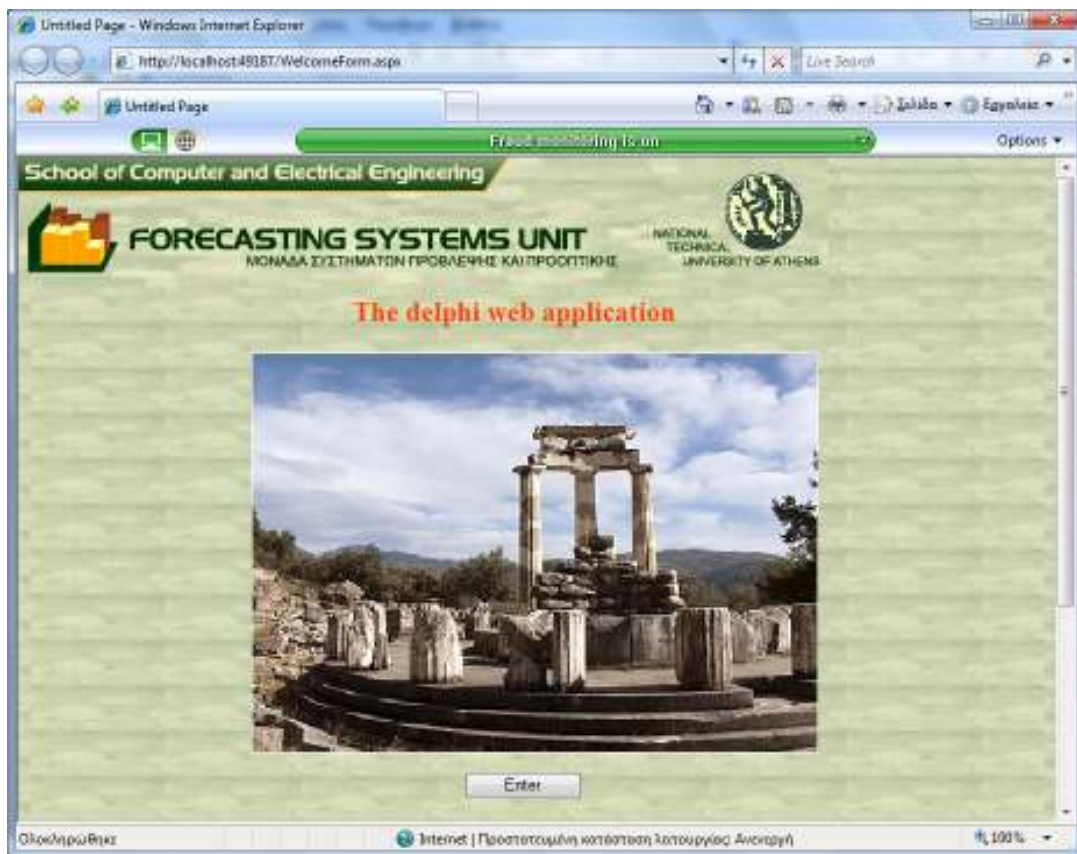 Untitled Page - Windows Internet Explorer
http://localhost:49187/WelcomeForm.aspx
Live Search
Untitled Page
Σελίδα
Εργαλεία
Fraud monitoring is on
Options
School of Computer and Electrical Engineering
FORECASTING SYSTEMS UNIT
ΜΟΝΑΔΑ ΣΥΣΤΗΜΑΤΩΝ ΠΡΟΒΛΕΨΗΣ ΚΑΙ ΠΡΟΟΠΤΙΚΗΣ
NATIONAL
TECHNICAL
UNIVERSITY OF ATHENS
The delphi web application
Enter
Ολοκληρώθηκε
Internet | Προστατευμένη κατάσταση λειτουργίας: Ανενεργή
100%